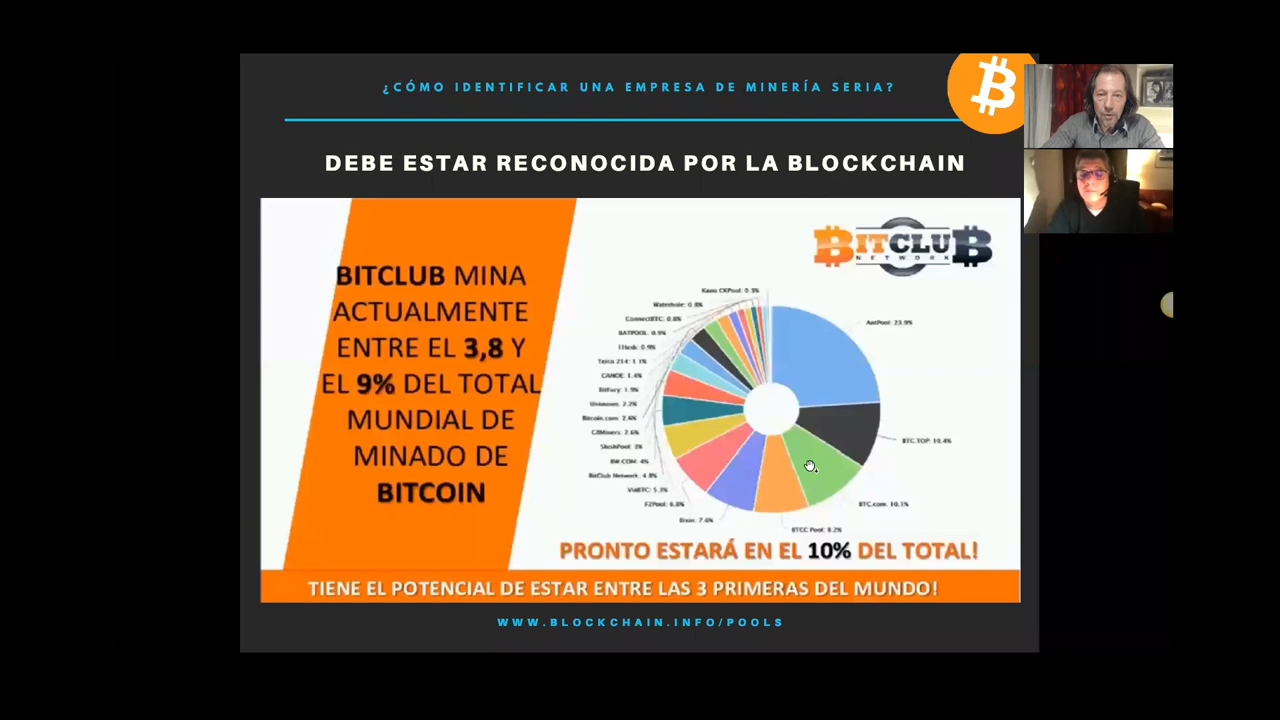 ¿CÓMO IDENTIFICAR UNA EMPRESA DE MINERÍA SERIA?
DEBE ESTAR RECONOCIDA POR LA BLOCKCHAIN
BITCLUB MINA
ACTUALMENTE
ENTRE EL 3,8 Y
EL 9% DEL TOTAL
MUNDIAL DE
MINADO DE
BITCOIN
BITCLUB
NETWORK
Kano CKPool: 0.5%
Waterhole: 0.8%
ConnectBTC: 0.8%
BATPOOL: 0.9%
1Hash: 0.9%
CANOE: 1.4%
BitFury: 1.9%
Unknown: 2.2%
Bitcoin.com: 2.6%
GBMiners: 2.6%
SlushPool: 3%
BW.COM: 4%
BitClub Network: 4.8%
ViaBTC: 5.3%
F2Pool: 6.8%
Bixin: 7.6%
BTCC Pool: 8.2%
BTC.com: 10.1%
BTC.TOP: 10.4%
AntPool: 23.9%
PRONTO ESTARÁ EN EL 10% DEL TOTAL!
TIENE EL POTENCIAL DE ESTAR ENTRE LAS 3 PRIMERAS DEL MUNDO!
WWW.BLOCKCHAIN.INFO/POOLS